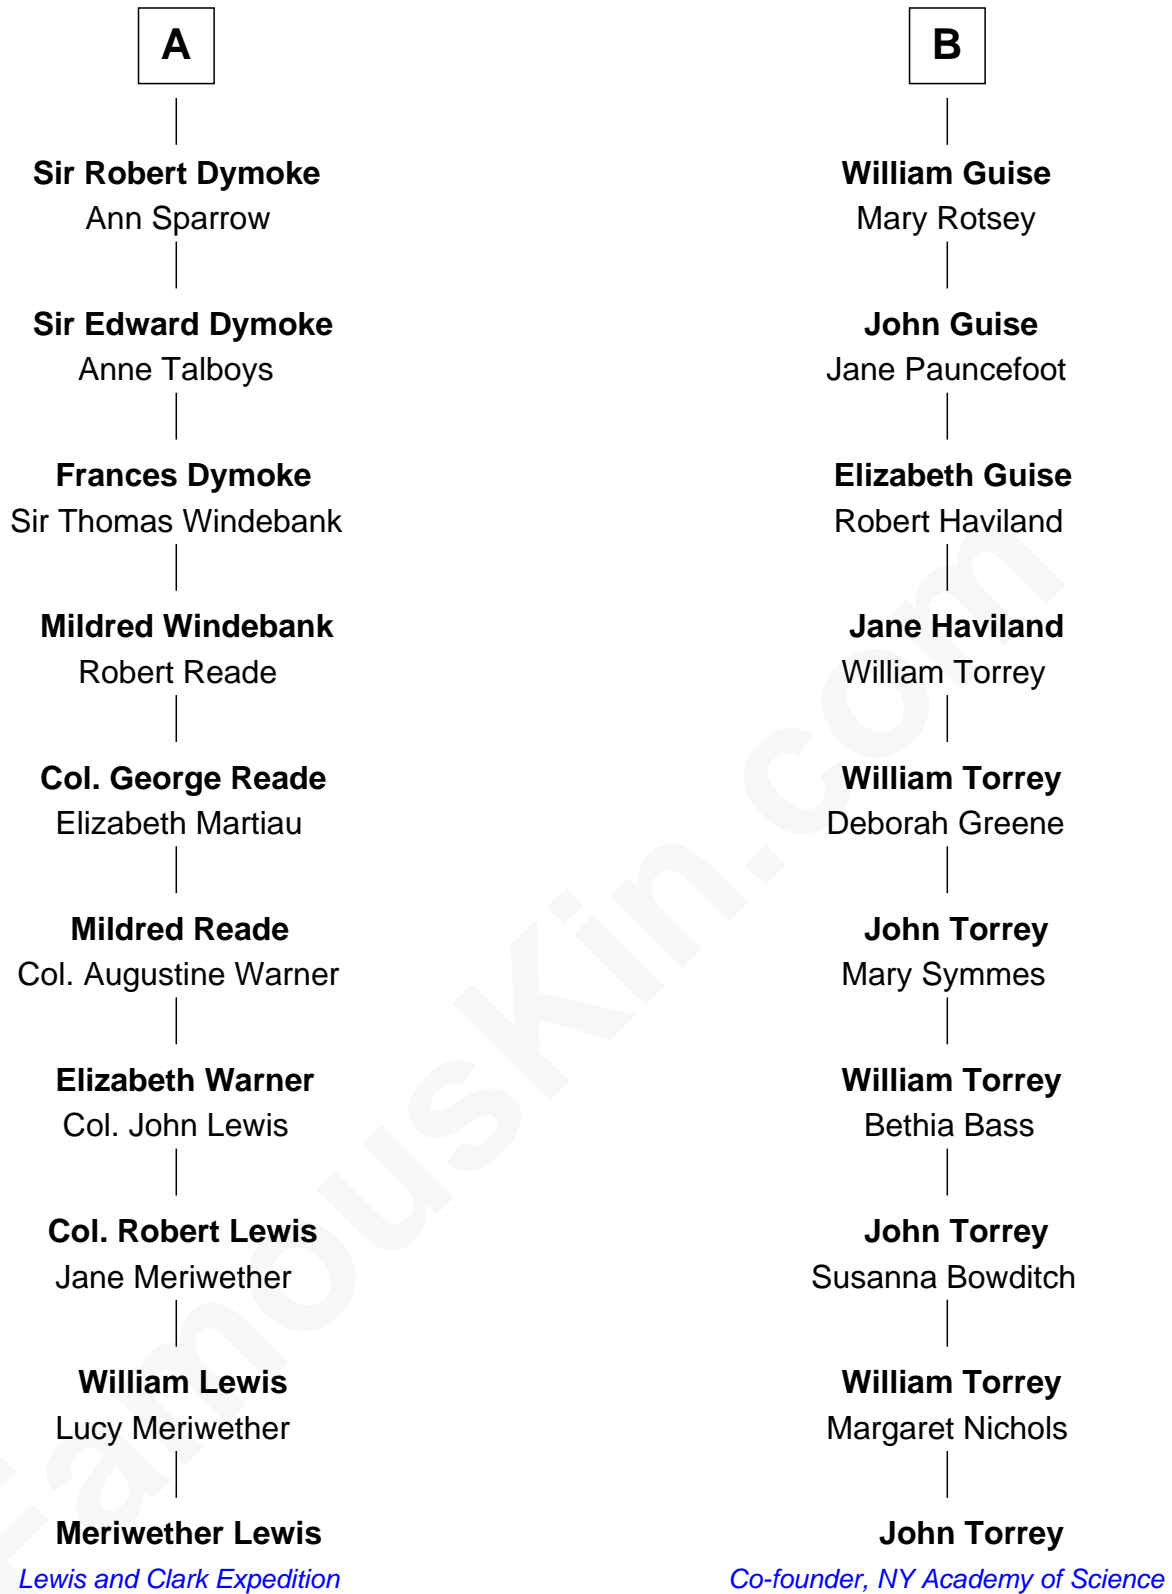 A
Sir Robert Dymoke
Ann Sparrow
Sir Edward Dymoke
Anne Talboys
Frances Dymoke
Sir Thomas Windebank
Mildred Windebank
Robert Reade
Col. George Reade
Elizabeth Martiau
Mildred Reade
Col. Augustine Warner
Elizabeth Warner
Col. John Lewis
Col. Robert Lewis
Jane Meriwether
William Lewis
Lucy Meriwether
Meriwether Lewis
Lewis and Clark Expedition
B
William Guise
Mary Rotsey
John Guise
Jane Pauncefoot
Elizabeth Guise
Robert Haviland
Jane Haviland
William Torrey
William Torrey
Deborah Greene
John Torrey
Mary Symmes
William Torrey
Bethia Bass
John Torrey
Susanna Bowditch
William Torrey
Margaret Nichols
John Torrey
Co-founder, NY Academy of Science
FamousKin.com